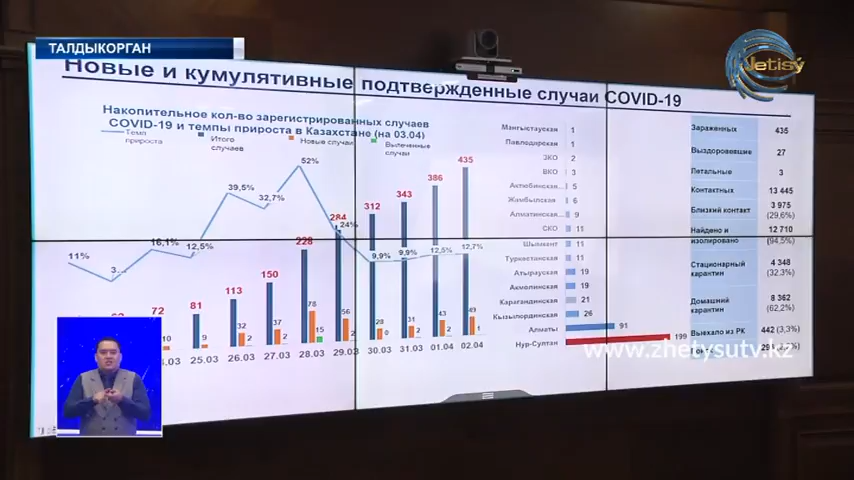 ТАЛДЫКОРГАН
Jetisý
Новые и кумулятивные подтвержденные случаи COVID-19
Накопительное кол-во зарегистрированных случаев
COVID-19 и темпы прироста в Казахстане (на 03.04)
Темп прироста
Итого случаев
Новые случаи
Вылеченные случаи
11%
16,1%
12,5%
39,5%
32,7%
52%
24%
9,9%
9,9%
12,5%
12,7%
72
81
113
150
228
284
312
343
386
435
10
9
32
2
37
2
78
15
56
2
28
0
31
2
43
2
49
1
25.03
26.03
27.03
28.03
29.03
30.03
31.03
01.04
02.04
Мангыстауская 1
Павлодарская 1
ЗКО 2
ВКО 3
Актюбинская... 5
Жамбылская 6
Алматинская... 9
СКО 11
Шымкент 11
Туркестанская 11
Атырауская 19
Акмолинская 19
Карагандинская 21
Кызылординская 26
Алматы 91
Нур-Султан 199
Зараженных 435
Выздоровевшие 27
Летальные 3
Контактных 13 445
Близкий контакт 3 975 (29,6%)
Найдено и изолировано 12 710 (94,5%)
Стационарный карантин 4 348 (32,3%)
Домашний карантин 8 362 (62,2%)
Выехало из РК 442 (3,3%)
www.zhetysutv.kz